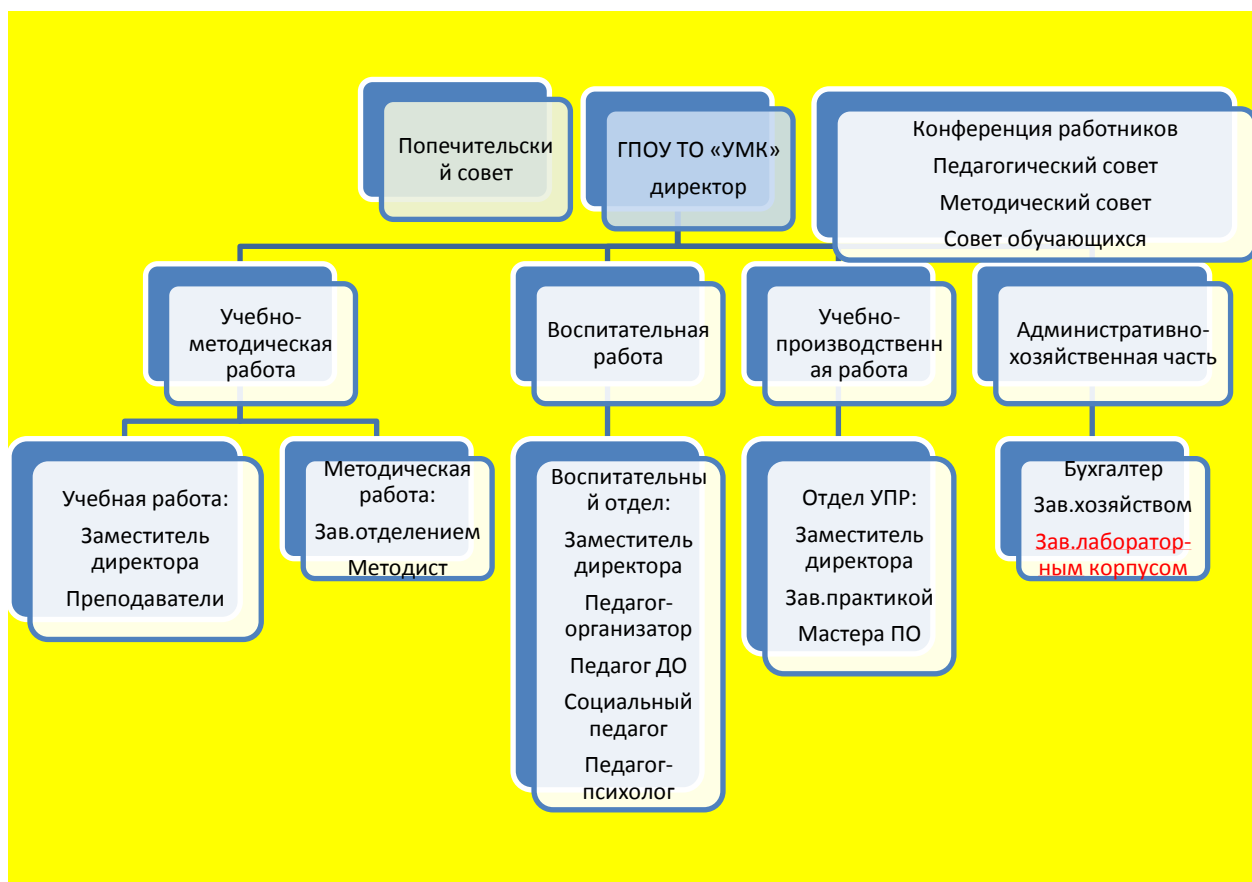 Попечительски
й совет
ГПОУ ТО «УМК»
директор
Конференция работников
Педагогический совет
Методический совет
Совет обучающихся
Учебно-
методическая
работа
Воспитательная
работа
Учебно-
производственн
ая работа
Административно-
хозяйственная часть
Учебная работа:
Заместитель
директора
Преподаватели
Методическая
работа:
Зав.отделением
Методист
Воспитательны
й отдел:
Заместитель
директора
Педагог-
организатор
Педагог ДО
Социальный
педагог
Педагог-
психолог
Отдел УПР:
Заместитель
директора
Зав.практикой
Мастера ПО
Бухгалтер
Зав.хозяйством
Зав.лаборатор-
ным корпусом